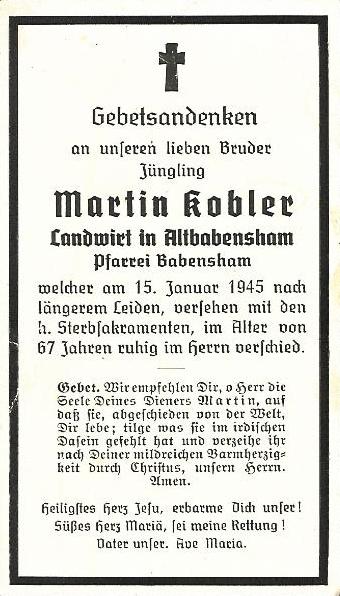 Gebetsandenken
an unseren lieben Bruder
Jüngling
Martin Kobler
Landwirt in Altbabensham
Pfarrei Babensham
welcher am 15. Januar 1945 nach
längerem Leiden, versehen mit den
h. Sterbsakramenten, im Alter von
67 Jahren ruhig im Herrn verschied.
Gebet. Wir empfehlen Dir, o Herr die
Seele Deines Dieners Martin, auf
daß sie, abgeschieden von der Welt,
Dir lebe; tilge was sie im irdischen
Dasein gefehlt hat und verzeihe ihr
nach Deiner mildreichen Barmherzig-
keit durch Christus, unsern Herrn.
Amen.
Heiligstes Herz Jesu, erbarme Dich unser!
Süßes Herz Mariä, sei meine Rettung!
Vater unser. Ave Maria.